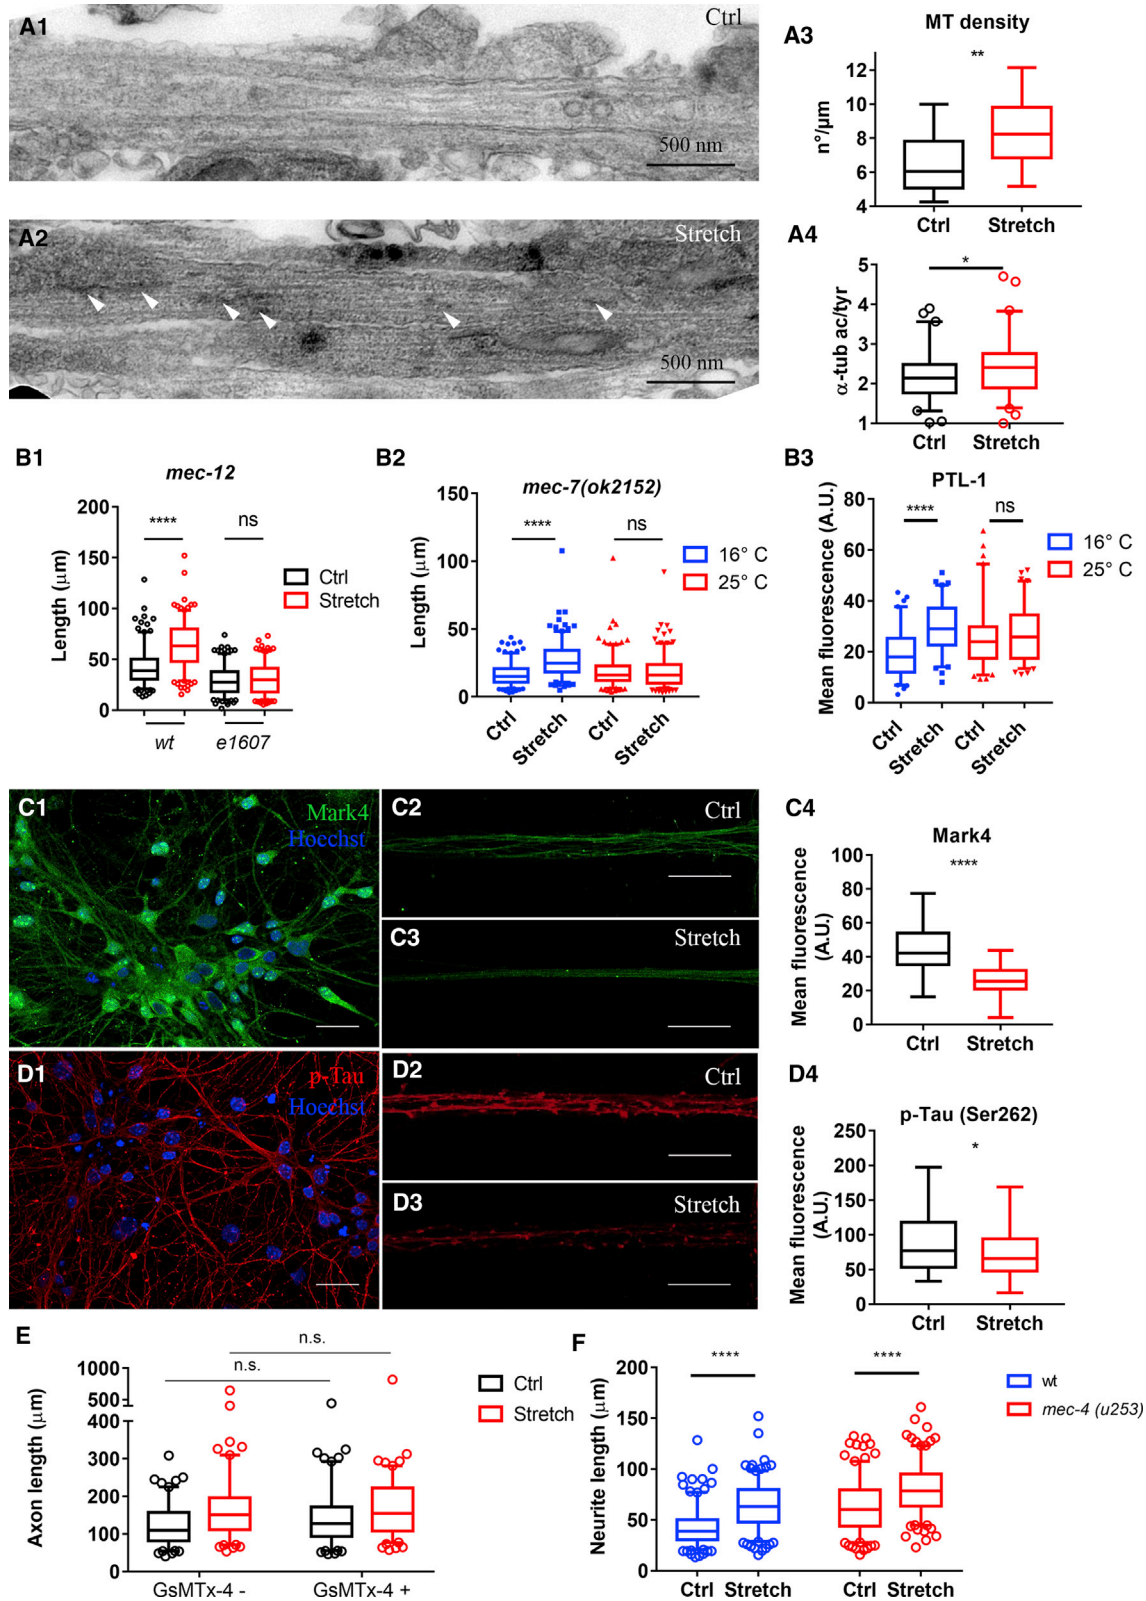 A1
Ctrl
500 nm
A2
Stretch
500 nm
A3
MT density
**
n°/µm
12
10
8
6
4
Ctrl Stretch
A4
*
α-tub ac/tyr
5
4
3
2
1
Ctrl Stretch
B1
mec-12
Length (µm)
200
150
100
50
0
**** ns
Ctrl
Stretch
wt e1607
B2
mec-7(ok2152)
Length (µm)
150
100
50
0
**** ns
16° C
25° C
Ctrl Stretch Ctrl Stretch
B3
PTL-1
Mean fluorescence (A.U.)
80
60
40
20
0
**** ns
16° C
25° C
Ctrl Stretch Ctrl Stretch
C1
Mark4
Hoechst
C2
Ctrl
C3
Stretch
C4
Mark4
Mean fluorescence
(A.U.)
100
80
60
40
20
0
****
Ctrl Stretch
D1
p-Tau
Hoechst
D2
Ctrl
D3
Stretch
D4
p-Tau (Ser262)
Mean fluorescence
(A.U.)
250
200
150
100
50
0
*
Ctrl Stretch
E
n.s.
n.s.
Axon length (µm)
1000
500
400
300
200
100
0
Ctrl
Stretch
GsMTx-4 - GsMTx-4 +
F
**** ****
Neurite length (µm)
200
150
100
50
0
wt
mec-4 (u253)
Ctrl Stretch Ctrl Stretch